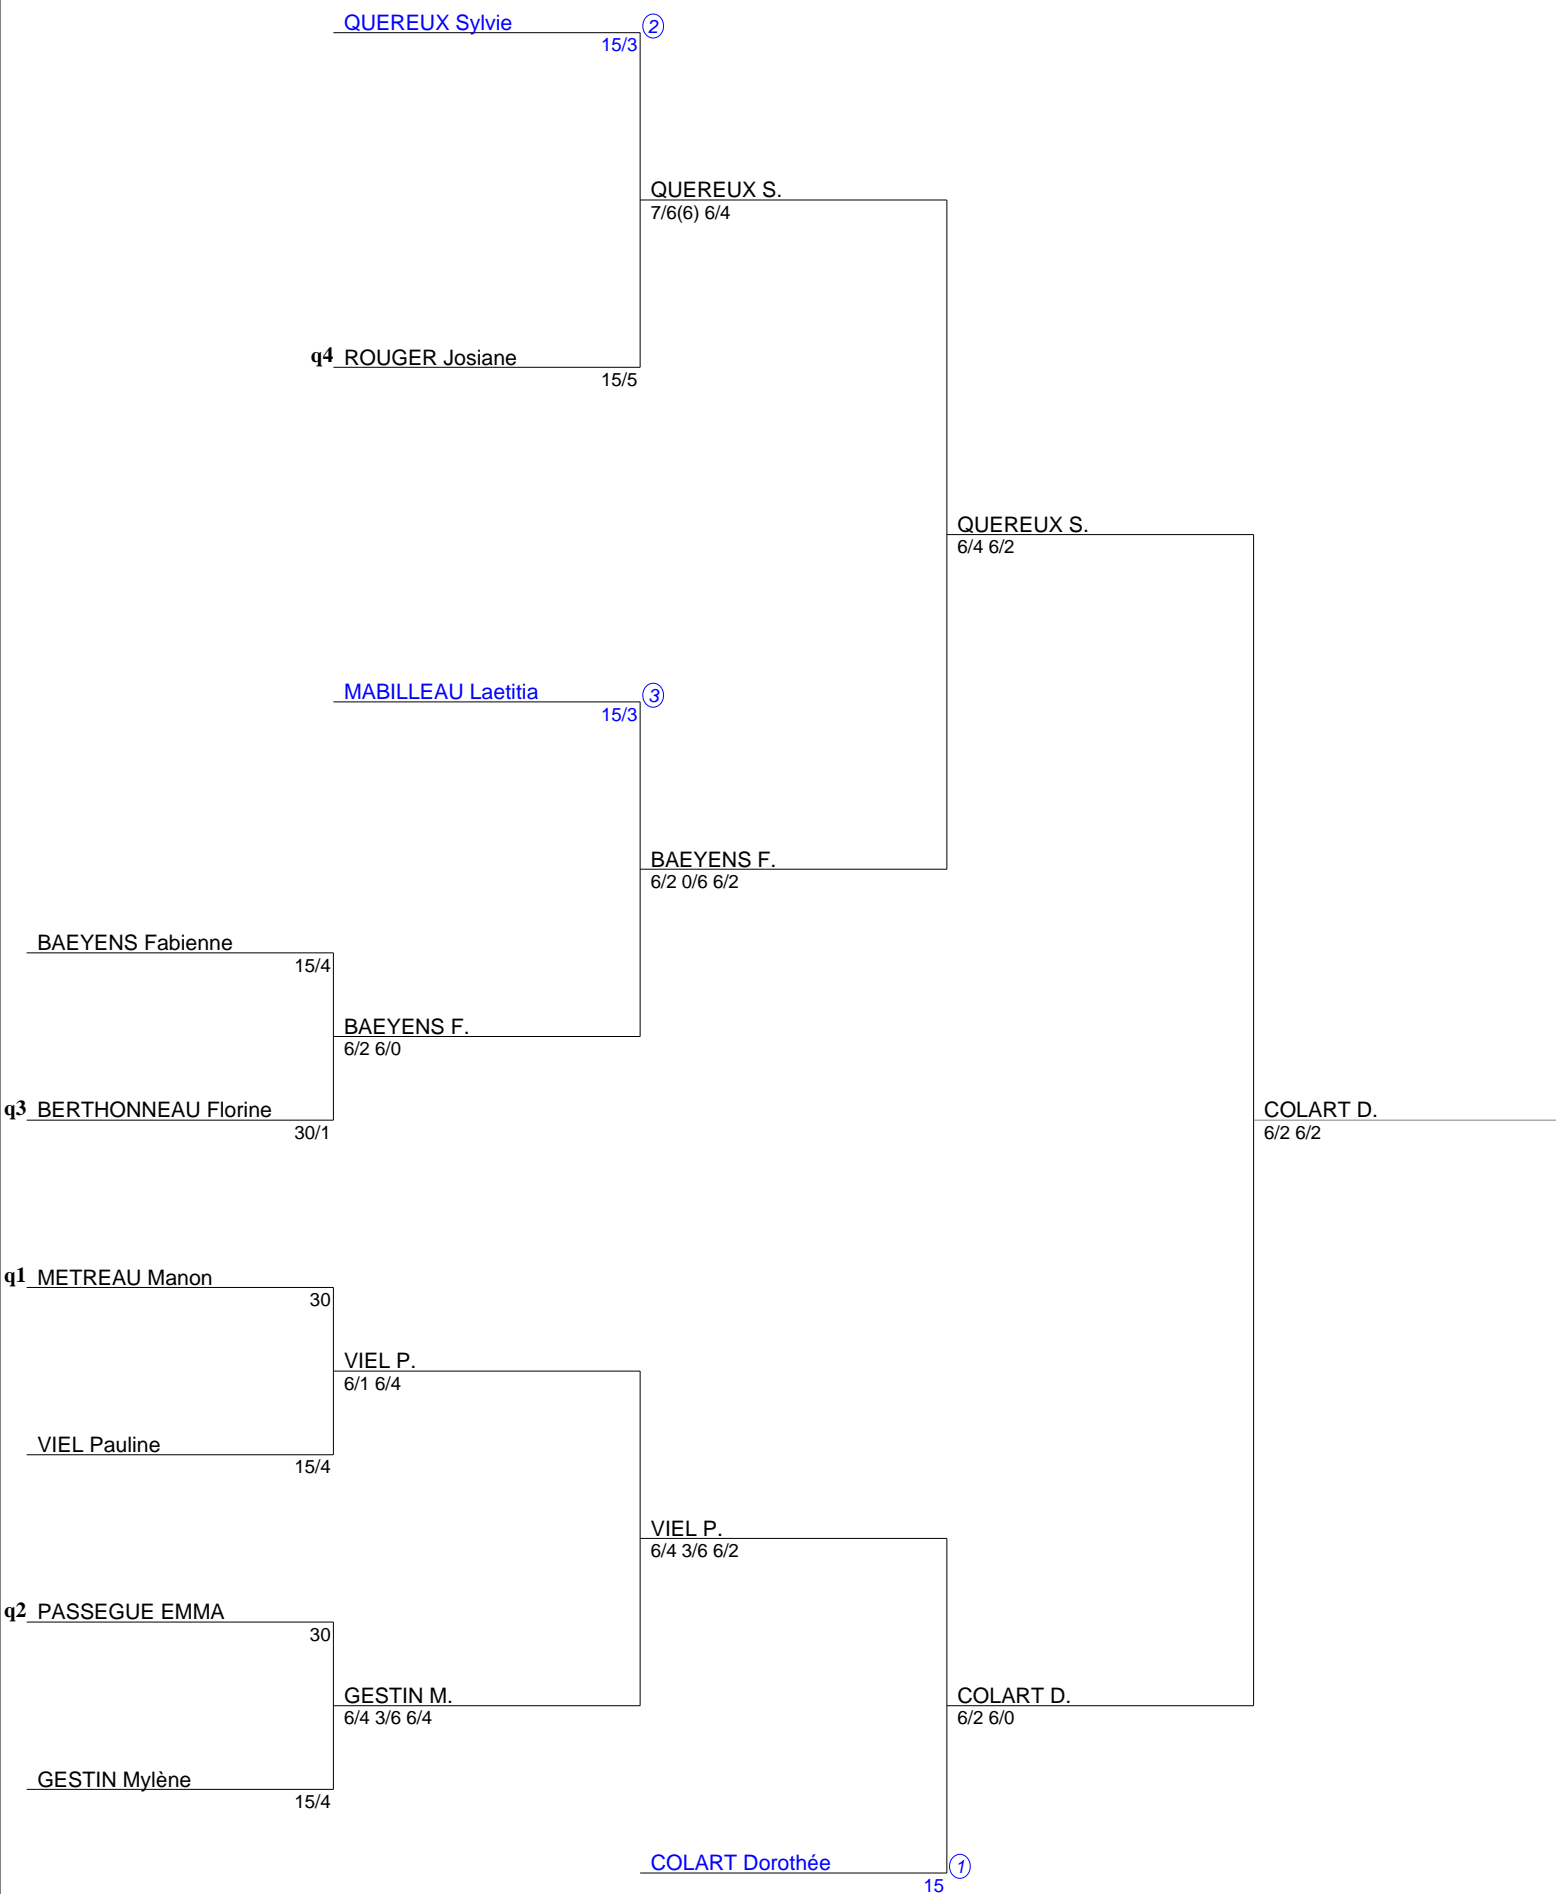 QUEREUX Sylvie 2
15/3
QUEREUX S.
7/6(6) 6/4
q4 ROUGER Josiane
15/5
QUEREUX S.
6/4 6/2
MABILLEAU Laetitia 3
15/3
BAEYENS F.
6/2 0/6 6/2
BAEYENS Fabienne
15/4
BAEYENS F.
6/2 6/0
q3 BERTHONNEAU Florine
30/1
COLART D.
6/2 6/2
q1 METREAU Manon
30
VIEL P.
6/1 6/4
VIEL Pauline
15/4
VIEL P.
6/4 3/6 6/2
q2 PASSEGUE EMMA
30
GESTIN M.
6/4 3/6 6/4
COLART D.
6/2 6/0
GESTIN Mylène
15/4
COLART Dorothée 1
15